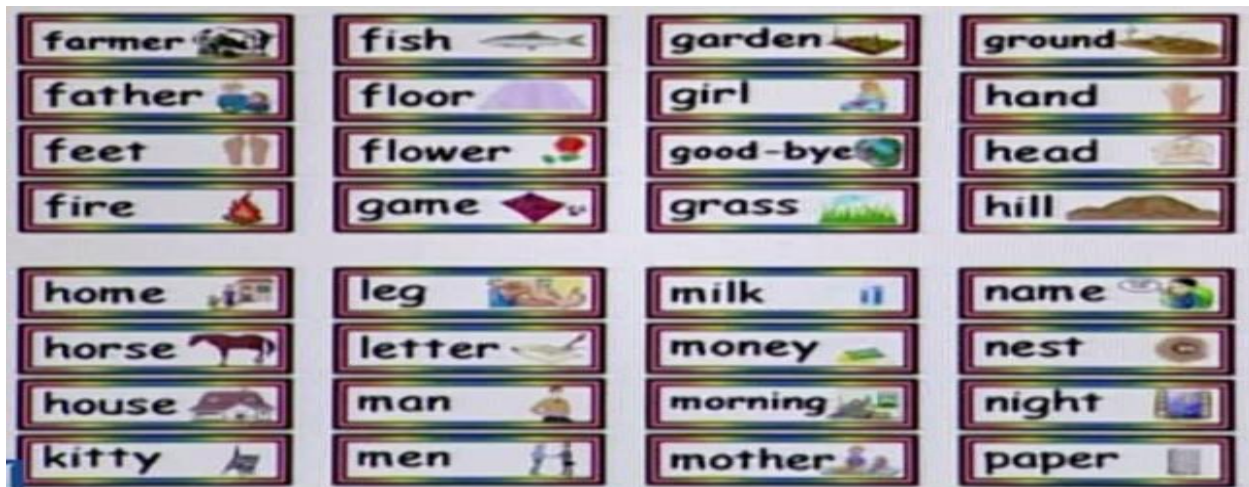 farmer fish garden ground
father floor girl hand
feet flower good-bye head
fire game grass hill
home leg milk name
horse letter money nest
house man morning night
kitty men mother paper